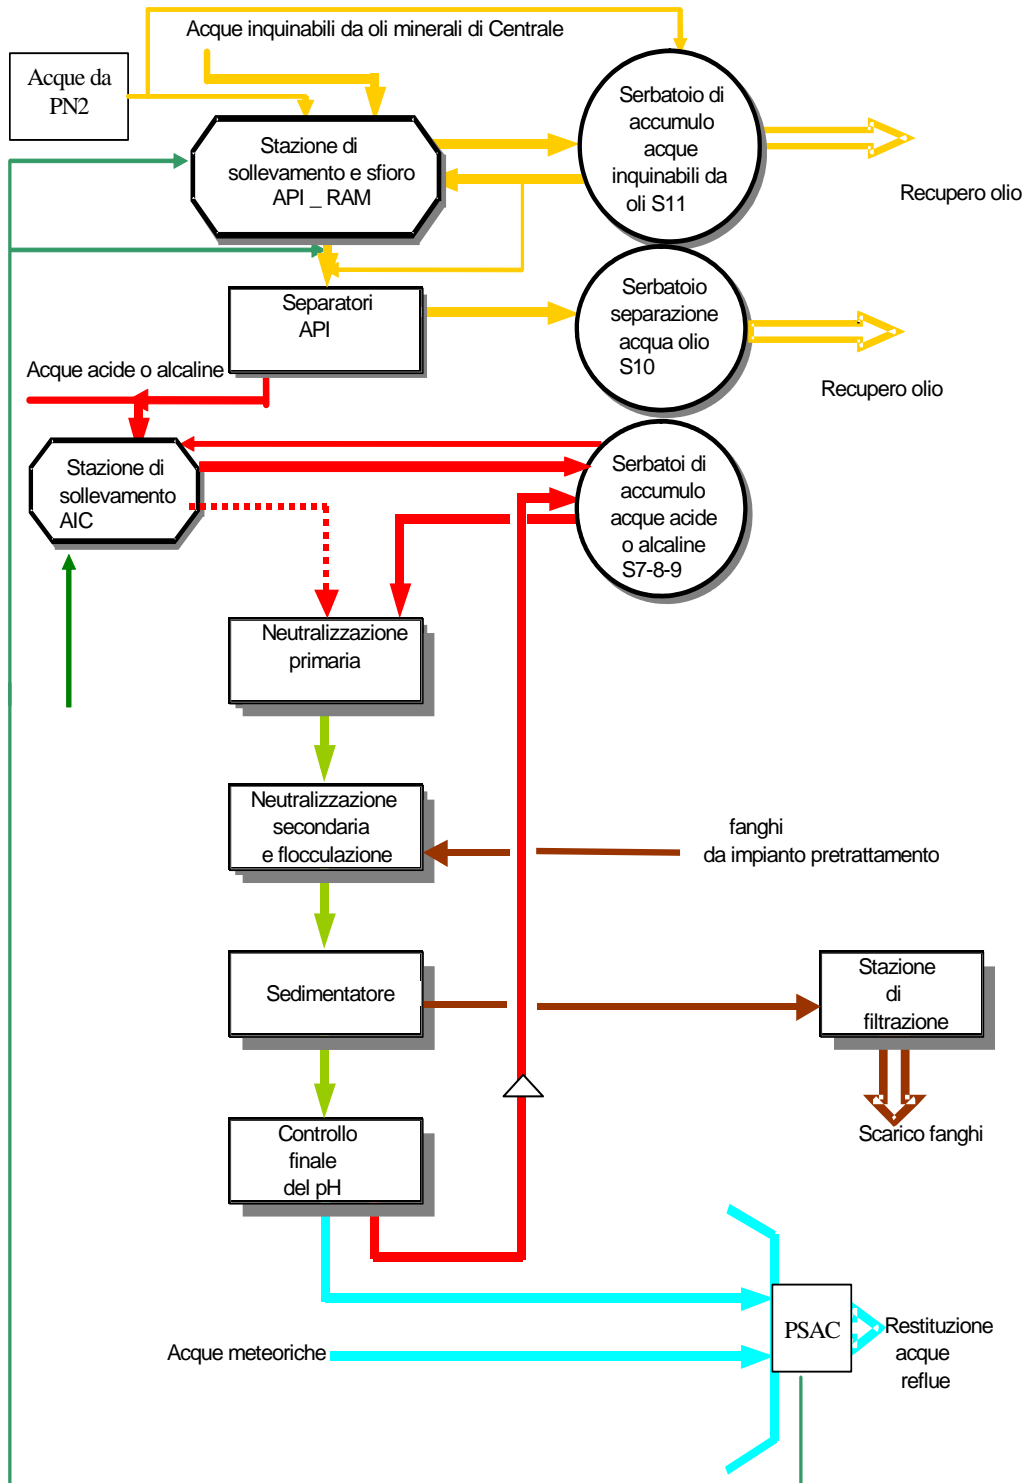 Acque inquinabili da oli minerali di Centrale
Acque da
PN2
Stazione di
sollevamento e sfioro
API _ RAM
Serbatoio di
accumulo
acque
inquinabili da
oli S11
Recupero olio
Separatori
API
Serbatoio
separazione
acqua olio
S10
Recupero olio
Acque acide o alcaline
Stazione di
sollevamento
AIC
Serbatoi di
accumulo
acque acide
o alcaline
S7-8-9
Neutralizzazione
primaria
Neutralizzazione
secondaria
e flocculazione
fanghi
da impianto pretrattamento
Sedimentatore
Stazione
di
filtrazione
Scarico fanghi
Controllo
finale
del pH
PSAC
Restituzione
acque
reflue
Acque meteoriche